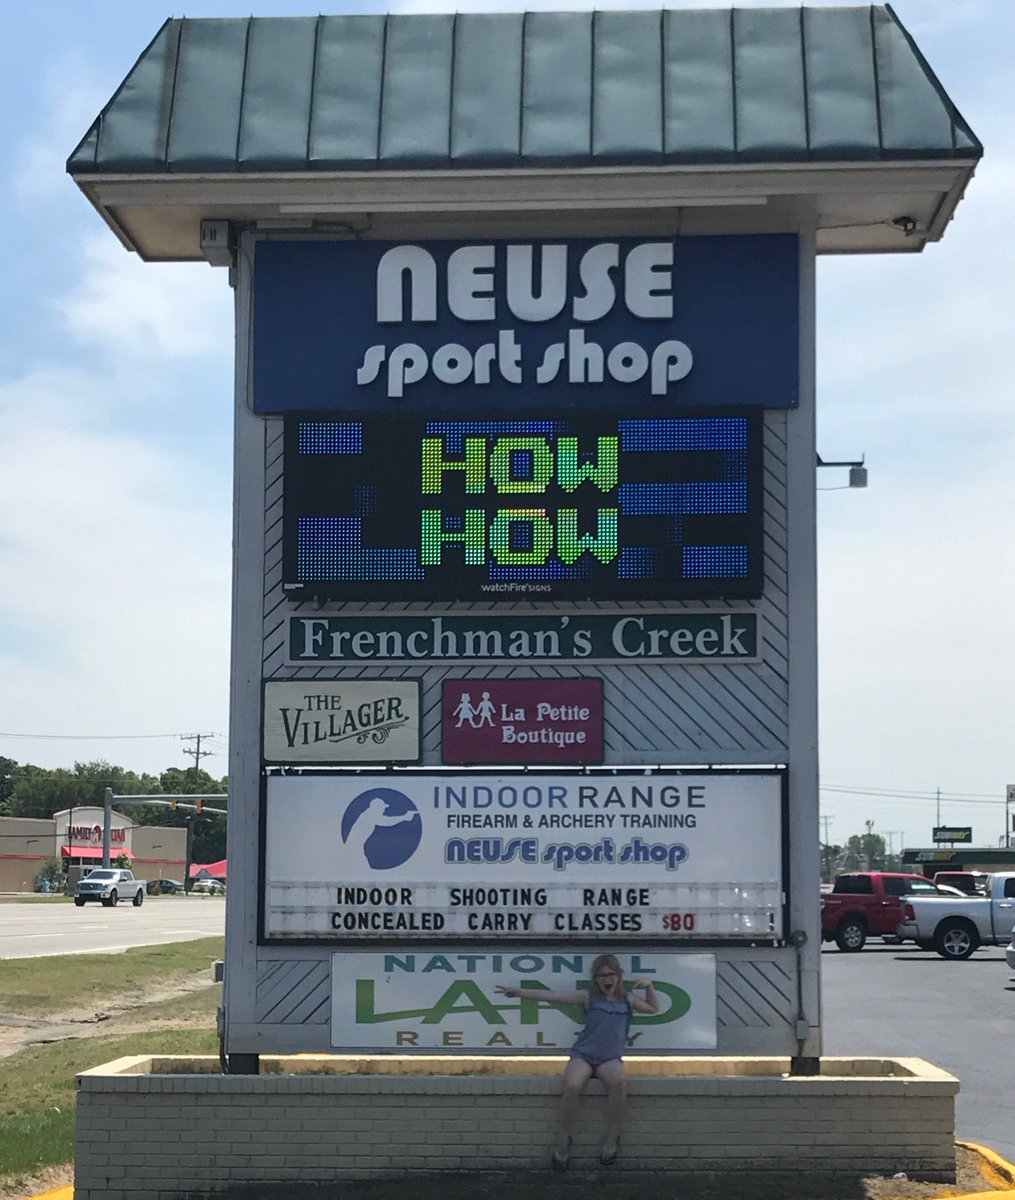 NEUSE
sport shop
HOW
HOW
watchFire SIGNS
Frenchman's Creek
THE
VILLAGER
La Petite
Boutique
INDOOR RANGE
FIREARM & ARCHERY TRAINING
NEUSE sport shop
INDOOR SHOOTING RANGE
CONCEALED CARRY CLASSES $80
NATIONAL
LAND
REALTY
SUBWAY
SUBWAY